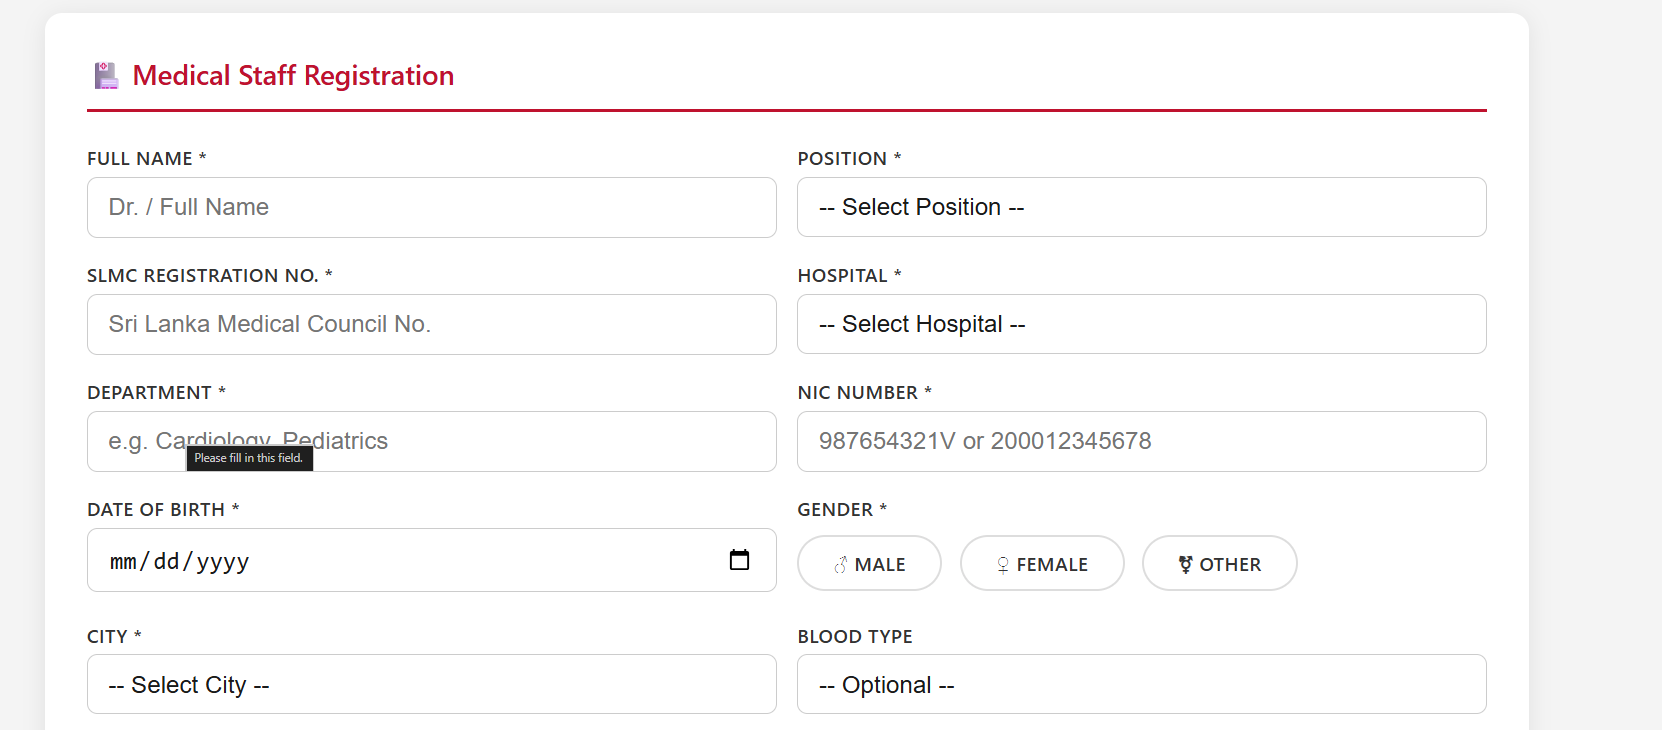 Medical Staff Registration
FULL NAME *
POSITION *
Dr. / Full Name
-- Select Position --
SLMC REGISTRATION NO. *
HOSPITAL *
Sri Lanka Medical Council No.
-- Select Hospital --
DEPARTMENT *
NIC NUMBER *
e.g. Cardiology, Pediatrics
987654321V or 200012345678
Please fill in this field.
DATE OF BIRTH *
GENDER *
mm/dd/yyyy
♂ MALE
♀ FEMALE
⚧ OTHER
CITY *
BLOOD TYPE
-- Select City --
-- Optional --